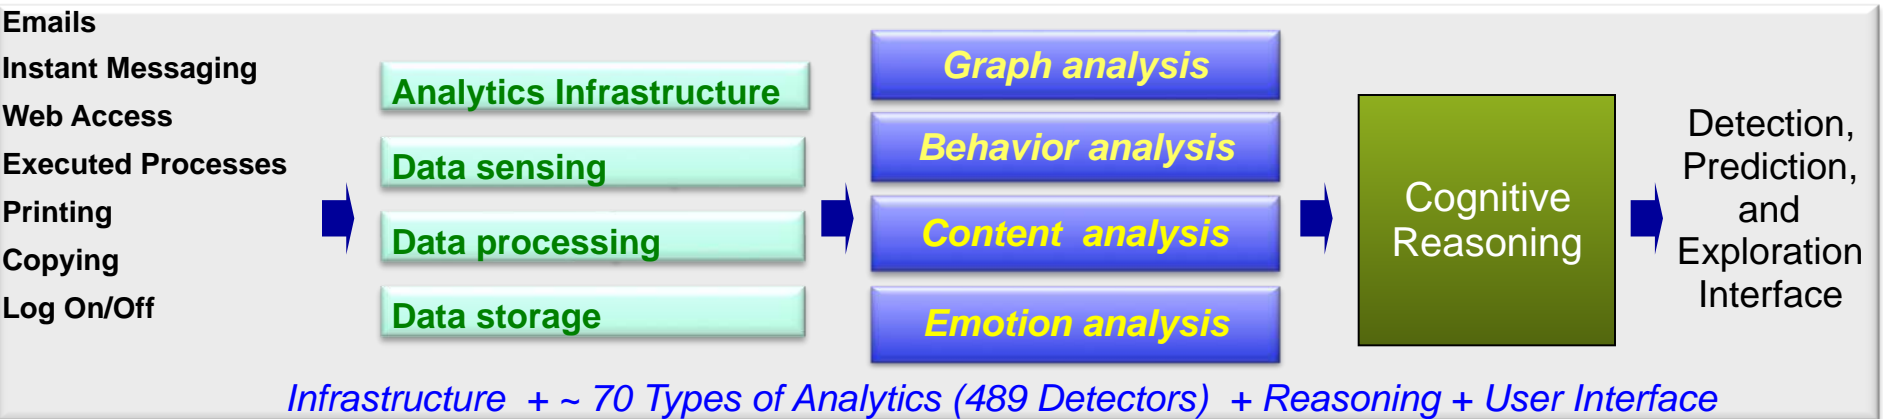 Emails
Instant Messaging
Web Access
Executed Processes
Printing
Copying
Log On/Off
Analytics Infrastructure
Data sensing
Data processing
Data storage
Graph analysis
Behavior analysis
Content analysis
Emotion analysis
Cognitive
Reasoning
Detection,
Prediction,
and
Exploration
Interface
Infrastructure + ~ 70 Types of Analytics (489 Detectors) + Reasoning + User Interface